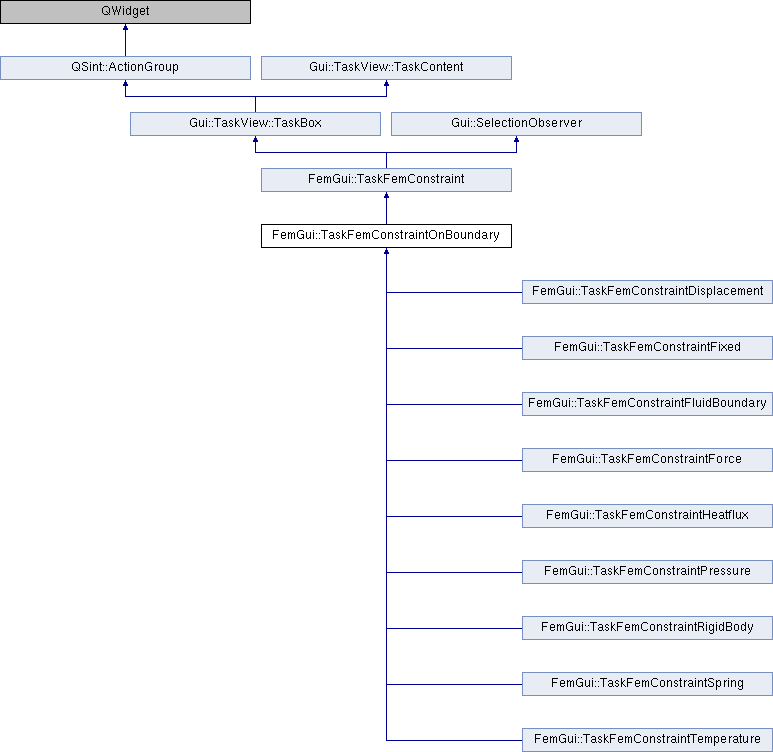 QWidget
QSint::ActionGroup
Gui::TaskView::TaskContent
Gui::TaskView::TaskBox
Gui::SelectionObserver
FemGui::TaskFemConstraint
FemGui::TaskFemConstraintOnBoundary
FemGui::TaskFemConstraintDisplacement
FemGui::TaskFemConstraintFixed
FemGui::TaskFemConstraintFluidBoundary
FemGui::TaskFemConstraintForce
FemGui::TaskFemConstraintHeatflux
FemGui::TaskFemConstraintPressure
FemGui::TaskFemConstraintRigidBody
FemGui::TaskFemConstraintSpring
FemGui::TaskFemConstraintTemperature